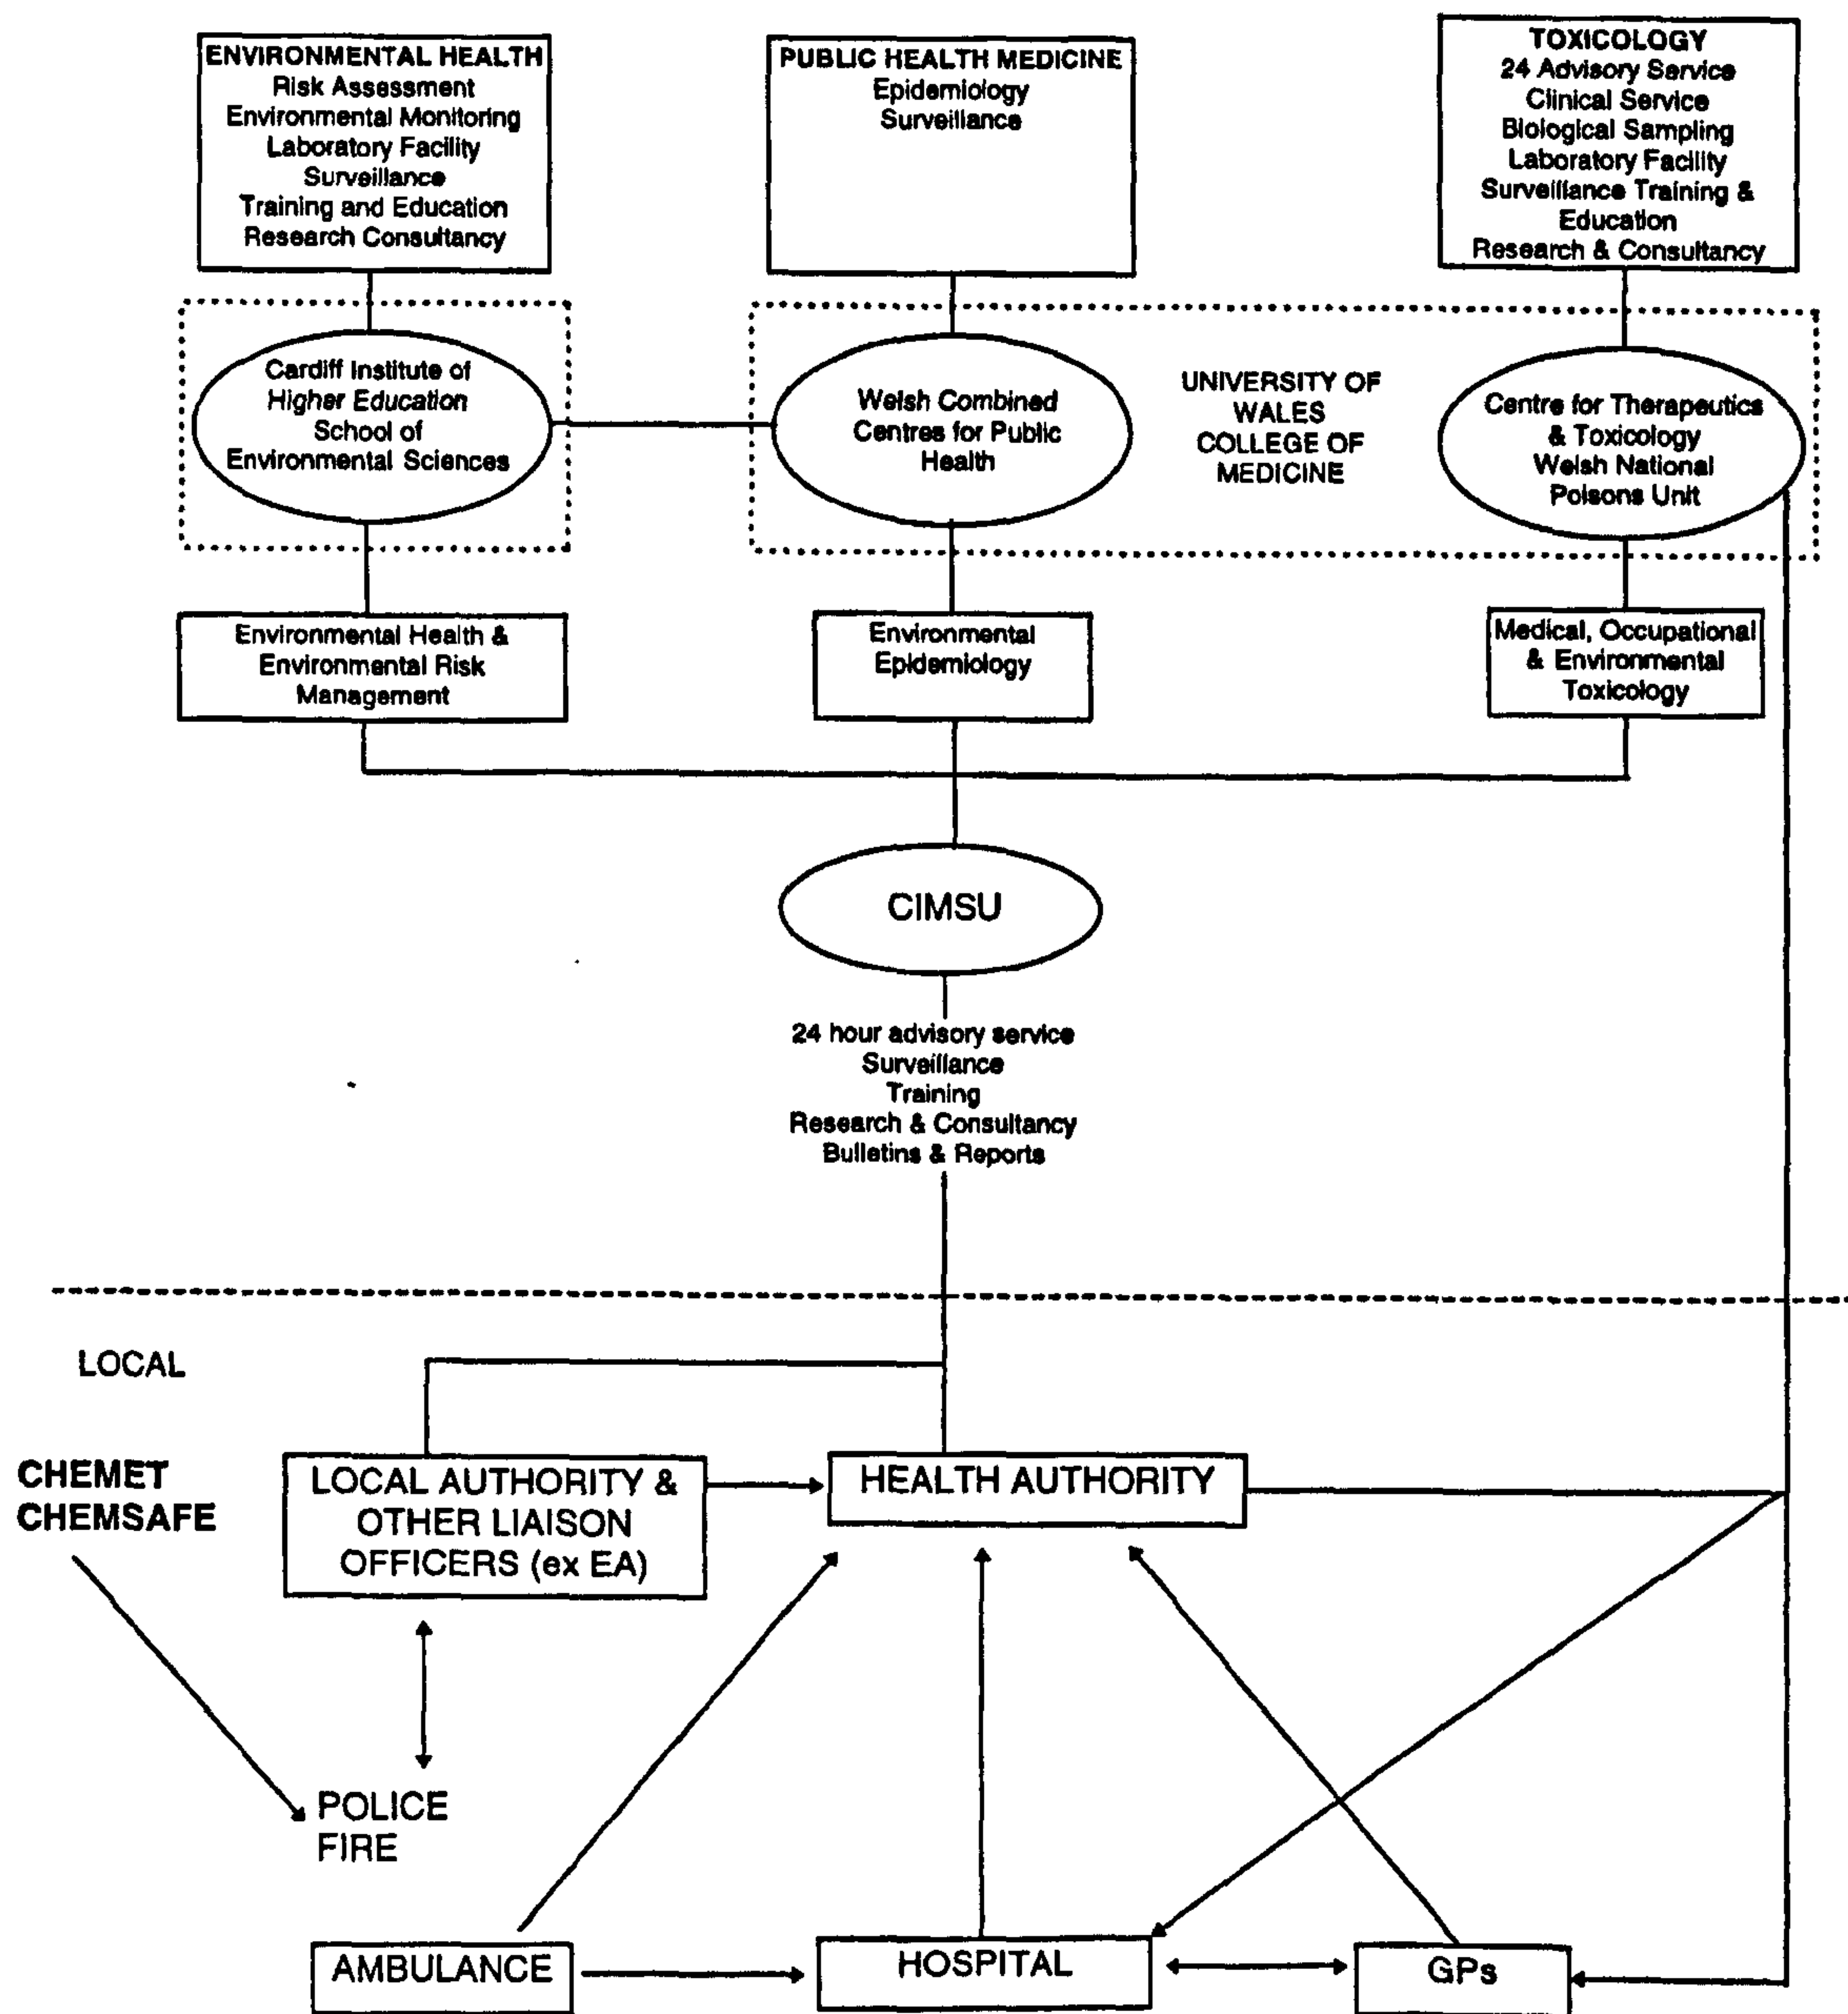 ENVIRONMENTAL HEALTH
Risk Assessment
Environmental Monitoring
Laboratory Facility
Surveillance
Training and Education
Research Consultancy
PUBLIC HEALTH MEDICINE
Epidemiology
Surveillance
TOXICOLOGY
24 Advisory Service
Clinical Service
Biological Sampling
Laboratory Facility
Surveillance Training &
Education
Research & Consultancy
Cardiff Institute of
Higher Education
School of
Environmental Sciences
Welsh Combined
Centres for Public
Health
UNIVERSITY OF
WALES
COLLEGE OF
MEDICINE
Centre for Therapeutics
& Toxicology
Welsh National
Poisons Unit
Environmental Health &
Environmental Risk
Management
Environmental
Epidemiology
Medical, Occupational
& Environmental
Toxicology
CIMSU
24 hour advisory service
Surveillance
Training
Research & Consultancy
Bulletins & Reports
LOCAL
CHEMET
CHEMSAFE
LOCAL AUTHORITY &
OTHER LIAISON
OFFICERS (ex EA)
HEALTH AUTHORITY
POLICE
FIRE
AMBULANCE
HOSPITAL
GPs